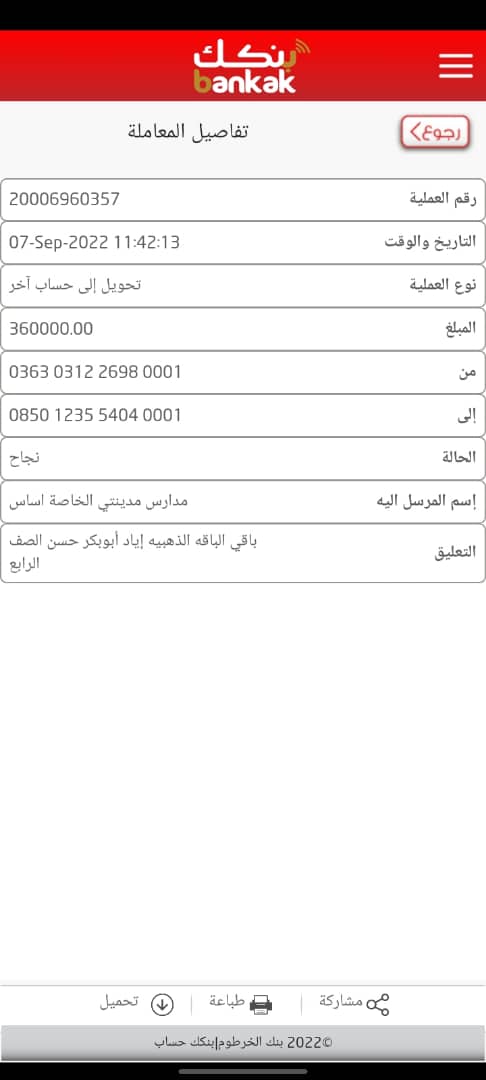 بنكك
bankak
رجوع
تفاصيل المعاملة
رقم العملية 20006960357
التاريخ والوقت 07-Sep-2022 11:42:13
نوع العملية تحويل إلى حساب آخر
المبلغ 360000.00
من 0363 0312 2698 0001
إلى 0850 1235 5404 0001
الحالة نجاح
إسم المرسل اليه مدارس مدينتي الخاصة اساس
التعليق باقي الباقه الذهبيه إياد أبوبكر حسن الصف
الرابع
مشاركة طباعة تحميل
©2022 بنك الخرطوم|بنكك حساب